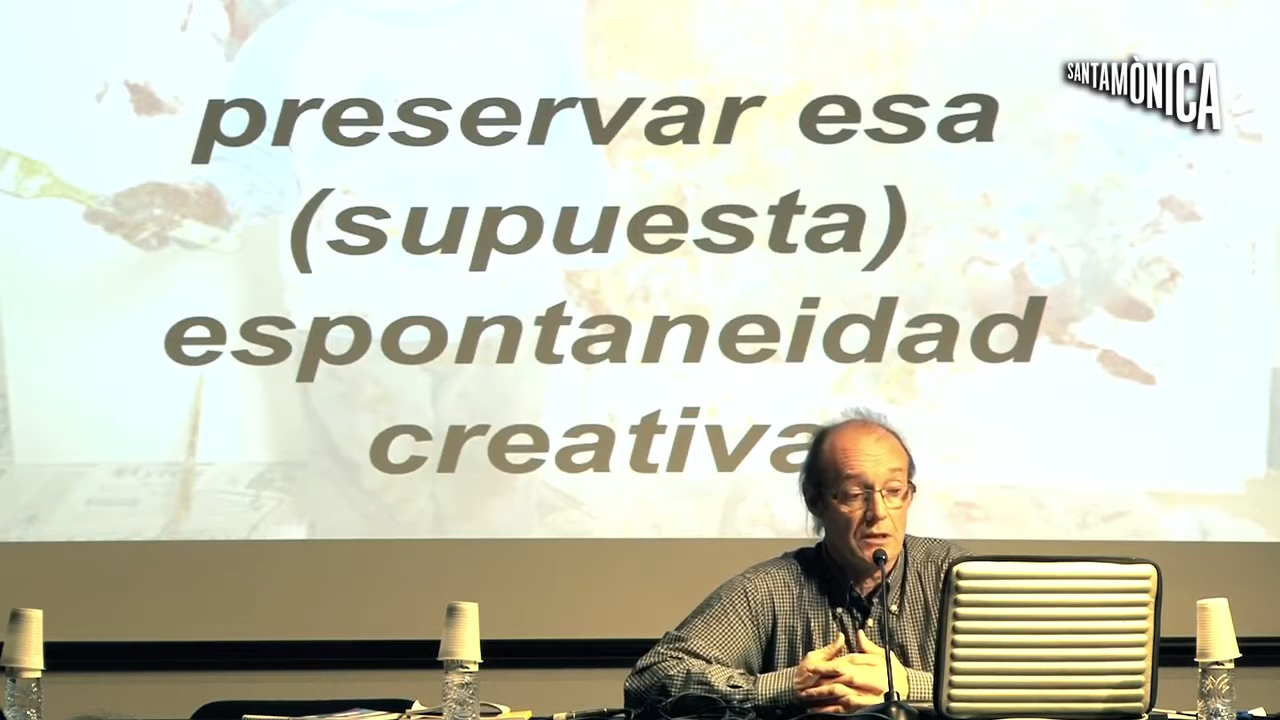 SANTAMÒNICA
preservar esa
(supuesta)
espontaneidad
creativa